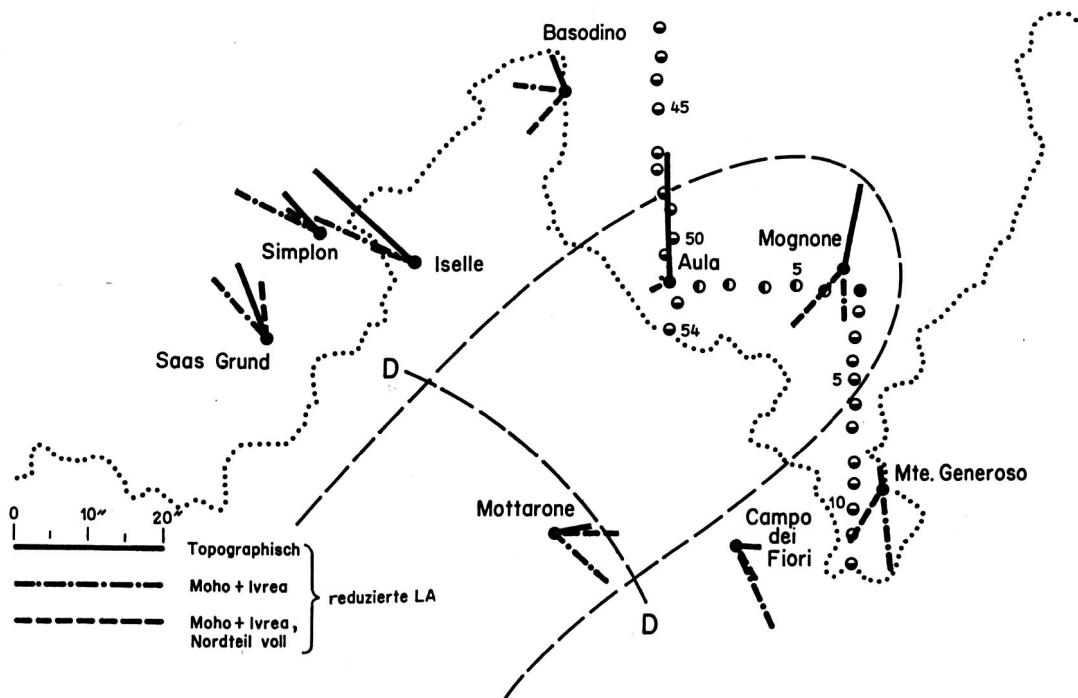 Basodino
45
50
Aula
54
Mognone
5
Simplon
Iselle
Saas Grund
D
5
10
Mte. Generoso
Mottarone
Campo
dei
Fiori
D
0 10" 20"
Topographisch
Moho + Ivrea
Moho + Ivrea,
Nordteil voll
reduzierte LA